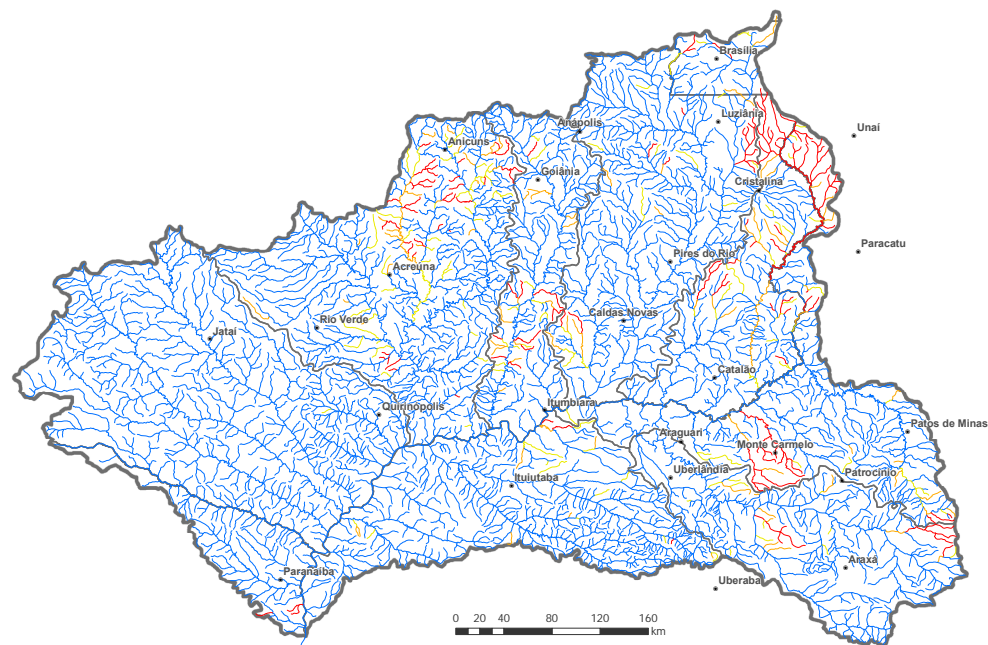 Brasília
Luziânia
Unaí
Anápolis
Anicuns
Goiânia
Cristalina
Paracatu
Pires do Rio
Acreúna
Caldas Novas
Rio Verde
Jataí
Catalão
Quirinópolis
Itumbiara
Patos de Minas
Araguari
Monte Carmelo
Uberlândia
Patrocínio
Ituiutaba
Araxá
Paranaíba
Uberaba
0 20 40 80 120 160
km